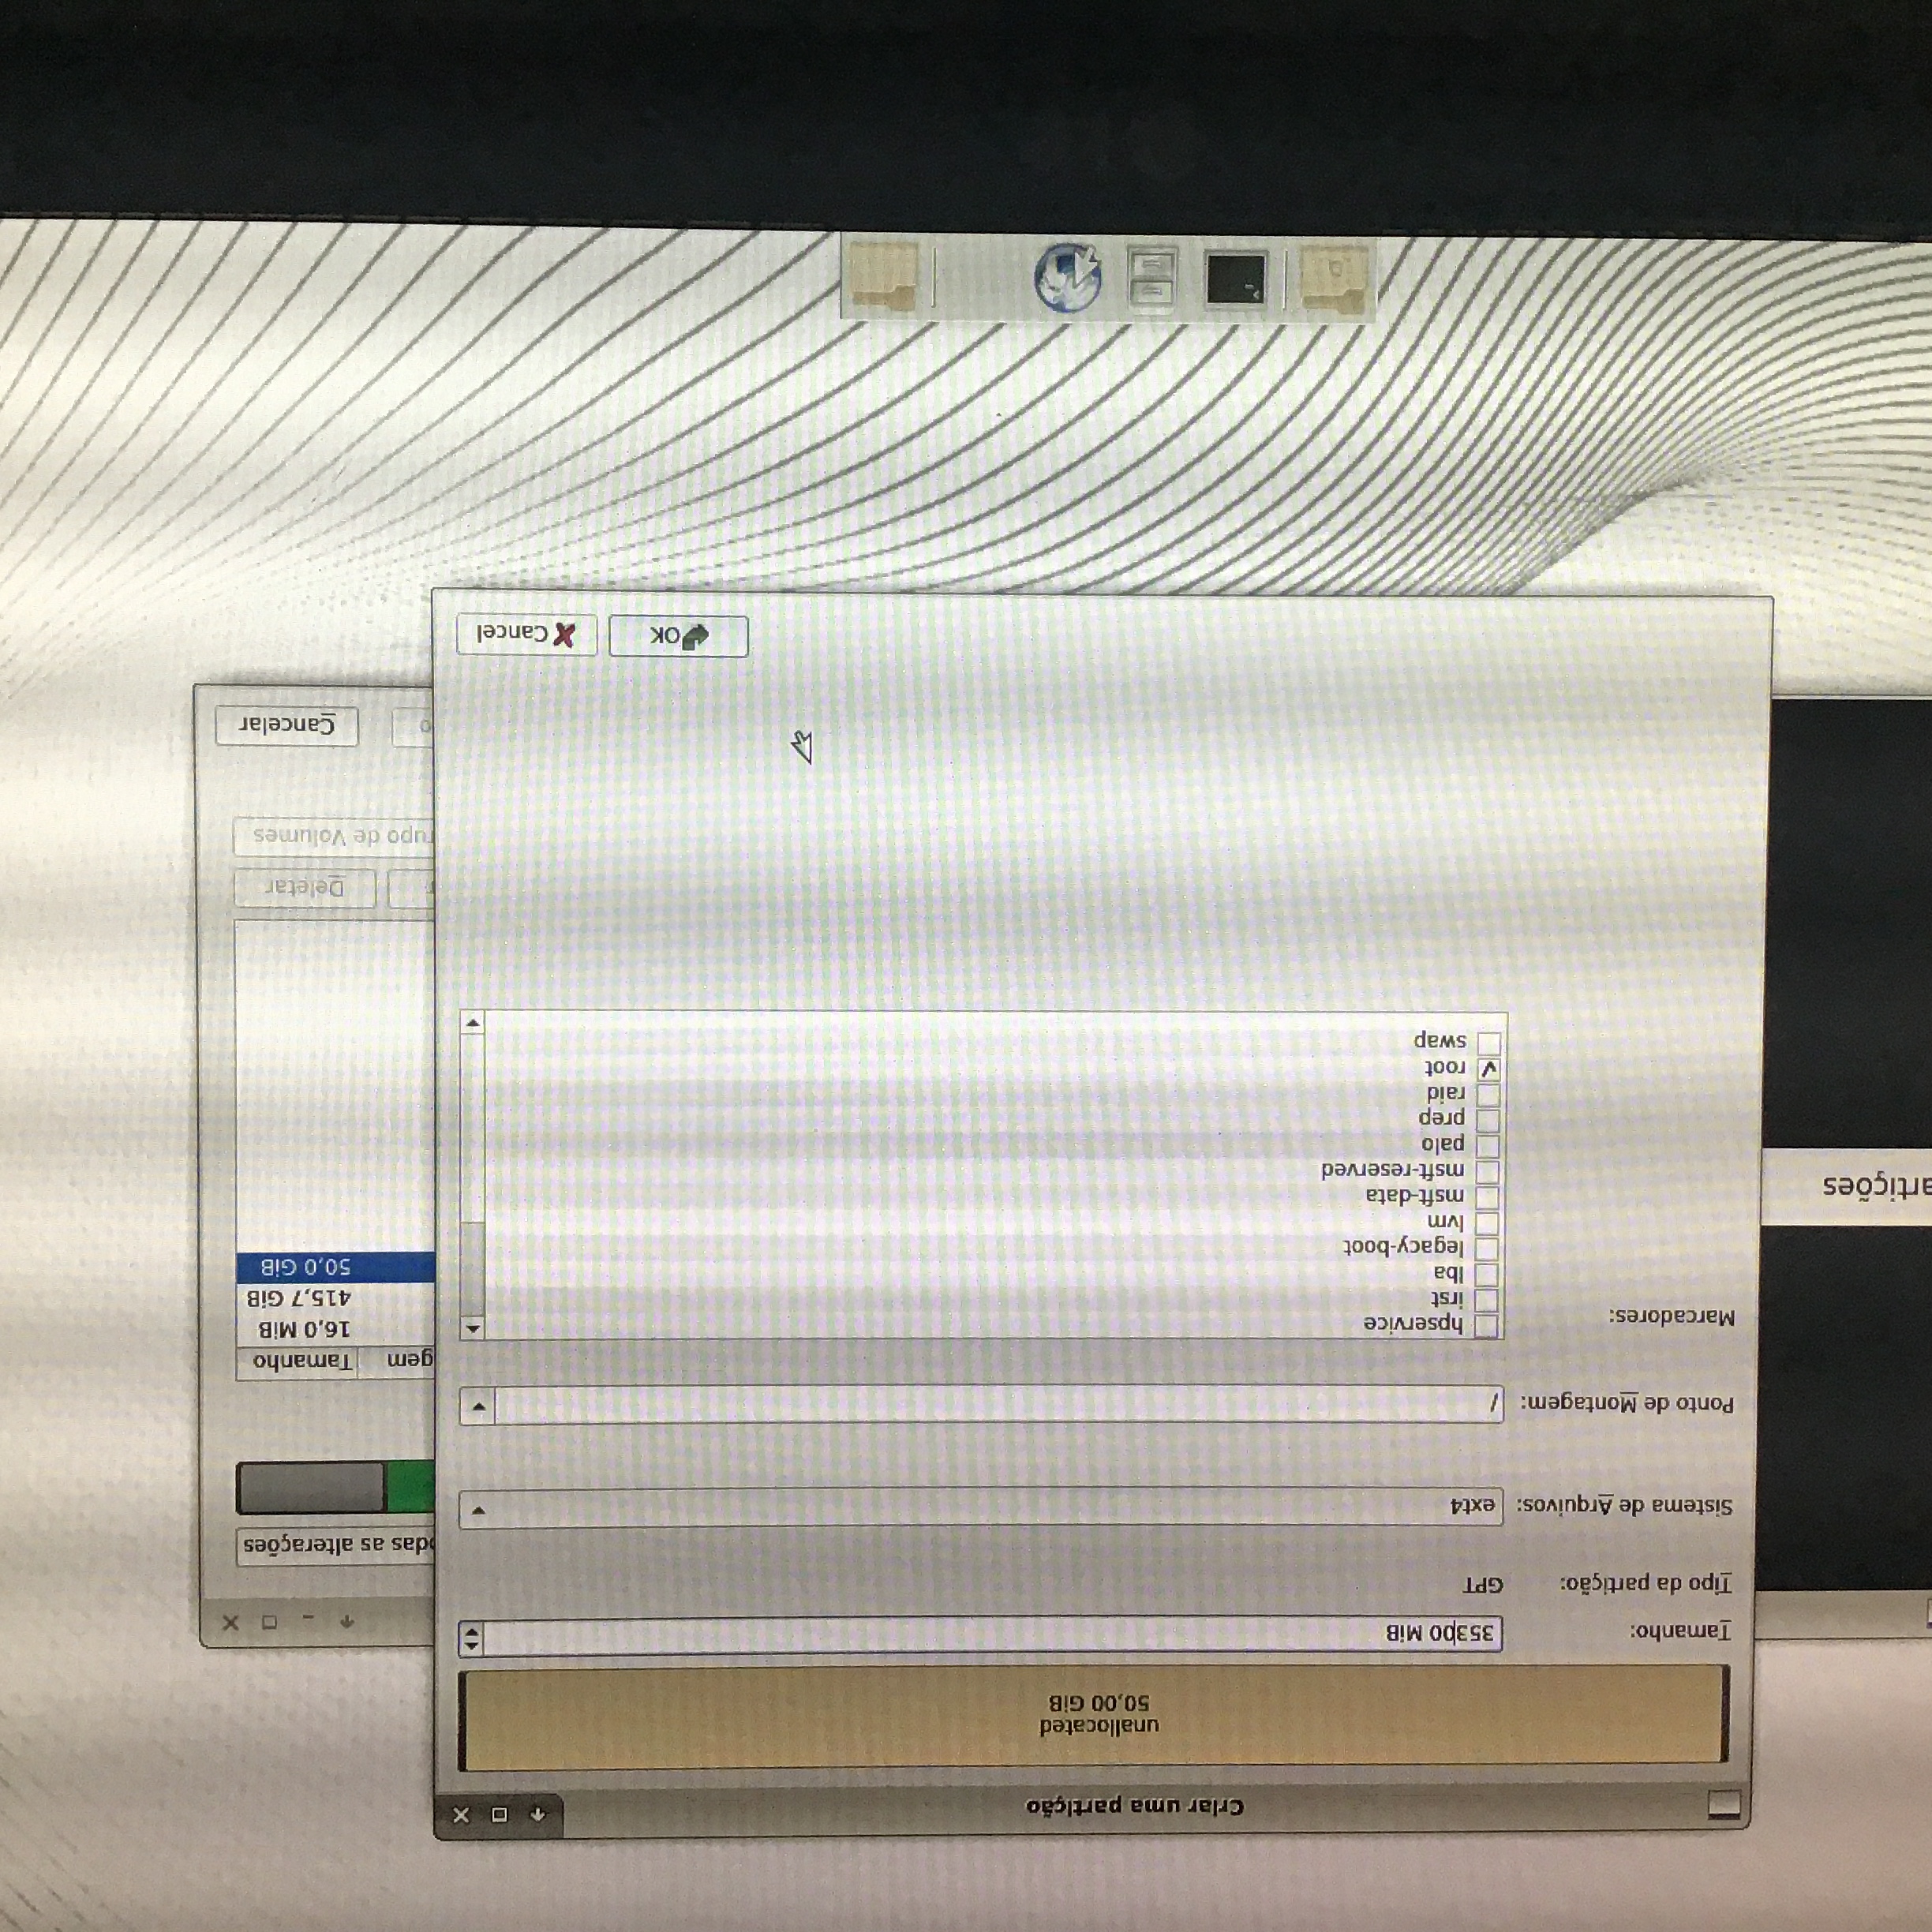 Criar uma partição
unallocated
50,00 GiB
Tamanho:
35300 MiB
Tipo da partição:
GPT
Sistema de Arquivos:
ext4
Ponto de Montagem:
/
Marcadores:
hpservice
irst
lba
legacy-boot
lvm
msft-data
msft-reserved
palo
prep
raid
root
swap
OK
Cancel
artições
odas as alterações
gem
Tamanho
16,0 MiB
415,7 GiB
50,0 GiB
Deletar
rupo de Volumes
Cancelar